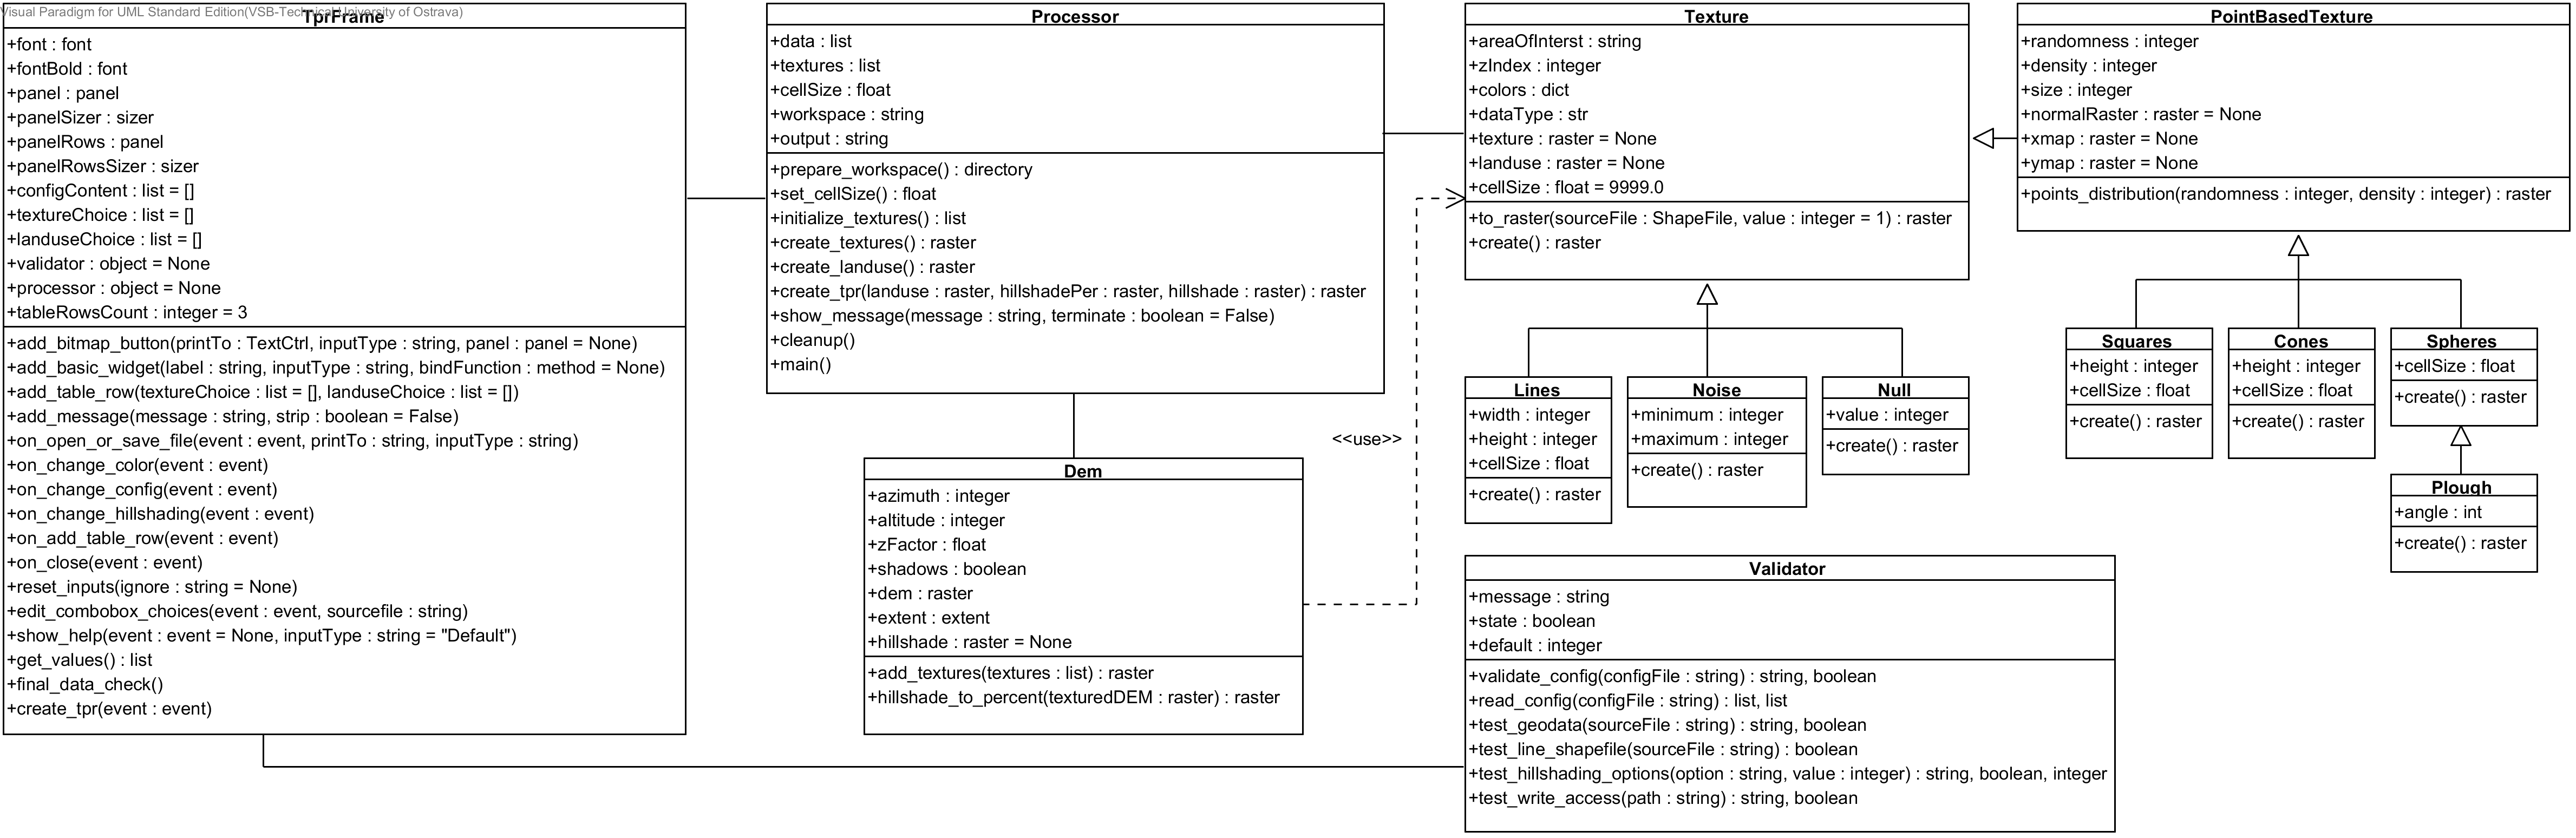 Visual Paradigm for UML Standard Edition(VSB-Technical University of Ostrava)
TprFrame
+font : font
+fontBold : font
+panel : panel
+panelSizer : sizer
+panelRows : panel
+panelRowsSizer : sizer
+configContent : list = []
+textureChoice : list = []
+landuseChoice : list = []
+validator : object = None
+processor : object = None
+tableRowsCount : integer = 3
+add_bitmap_button(printTo : TextCtrl, inputType : string, panel : panel = None)
+add_basic_widget(label : string, inputType : string, bindFunction : method = None)
+add_table_row(textureChoice : list = [], landuseChoice : list = [])
+add_message(message : string, strip : boolean = False)
+on_open_or_save_file(event : event, printTo : string, inputType : string)
+on_change_color(event : event)
+on_change_config(event : event)
+on_change_hillshading(event : event)
+on_add_table_row(event : event)
+on_close(event : event)
+reset_inputs(ignore : string = None)
+edit_combobox_choices(event : event, sourcefile : string)
+show_help(event : event = None, inputType : string = "Default")
+get_values() : list
+final_data_check()
+create_tpr(event : event)
Processor
+data : list
+textures : list
+cellSize : float
+workspace : string
+output : string
+prepare_workspace() : directory
+set_cellSize() : float
+initialize_textures() : list
+create_textures() : raster
+create_landuse() : raster
+create_tpr(landuse : raster, hillshadePer : raster, hillshade : raster) : raster
+show_message(message : string, terminate : boolean = False)
+cleanup()
+main()
Dem
+azimuth : integer
+altitude : integer
+zFactor : float
+shadows : boolean
+dem : raster
+extent : extent
+hillshade : raster = None
+add_textures(textures : list) : raster
+hillshade_to_percent(texturedDEM : raster) : raster
<<use>>
Texture
+areaOfInterst : string
+zIndex : integer
+colors : dict
+dataType : str
+texture : raster = None
+landuse : raster = None
+cellSize : float = 9999.0
+to_raster(sourceFile : ShapeFile, value : integer = 1) : raster
+create() : raster
Lines
+width : integer
+height : integer
+cellSize : float
+create() : raster
Noise
+minimum : integer
+maximum : integer
+create() : raster
Null
+value : integer
+create() : raster
PointBasedTexture
+randomness : integer
+density : integer
+size : integer
+normalRaster : raster = None
+xmap : raster = None
+ymap : raster = None
+points_distribution(randomness : integer, density : integer) : raster
Squares
+height : integer
+cellSize : float
+create() : raster
Cones
+height : integer
+cellSize : float
+create() : raster
Spheres
+cellSize : float
+create() : raster
Plough
+angle : int
+create() : raster
Validator
+message : string
+state : boolean
+default : integer
+validate_config(configFile : string) : string, boolean
+read_config(configFile : string) : list, list
+test_geodata(sourceFile : string) : string, boolean
+test_line_shapefile(sourceFile : string) : boolean
+test_hillshading_options(option : string, value : integer) : string, boolean, integer
+test_write_access(path : string) : string, boolean